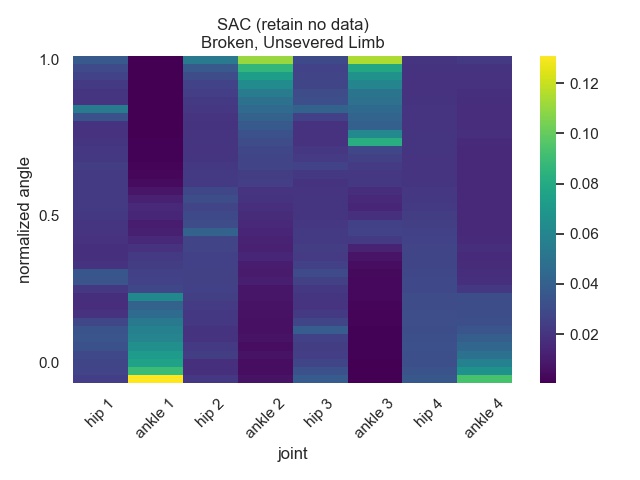 SAC (retain no data)
Broken, Unsevered Limb
normalized angle
1.0
0.5
0.0
hip 1
ankle 1
hip 2
ankle 2
hip 3
ankle 3
hip 4
ankle 4
joint
0.12
0.10
0.08
0.06
0.04
0.02